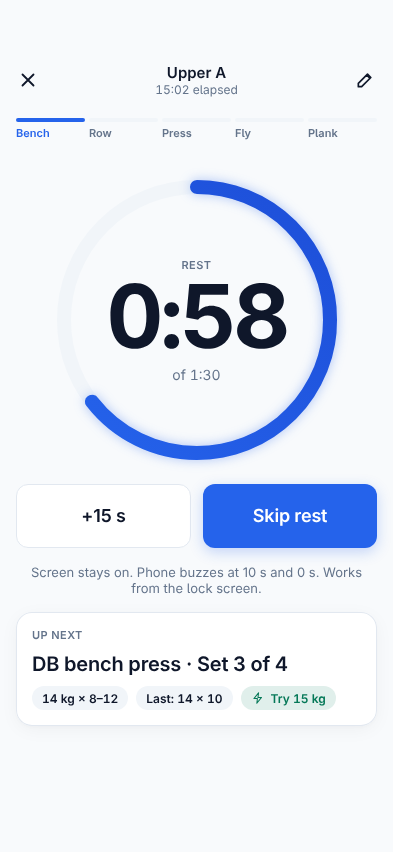 Upper A
15:02 elapsed
Bench
Row
Press
Fly
Plank
REST
0:58
of 1:30
+15 s
Skip rest
Screen stays on. Phone buzzes at 10 s and 0 s. Works
from the lock screen.
UP NEXT
DB bench press · Set 3 of 4
14 kg × 8–12
Last: 14 × 10
Try 15 kg